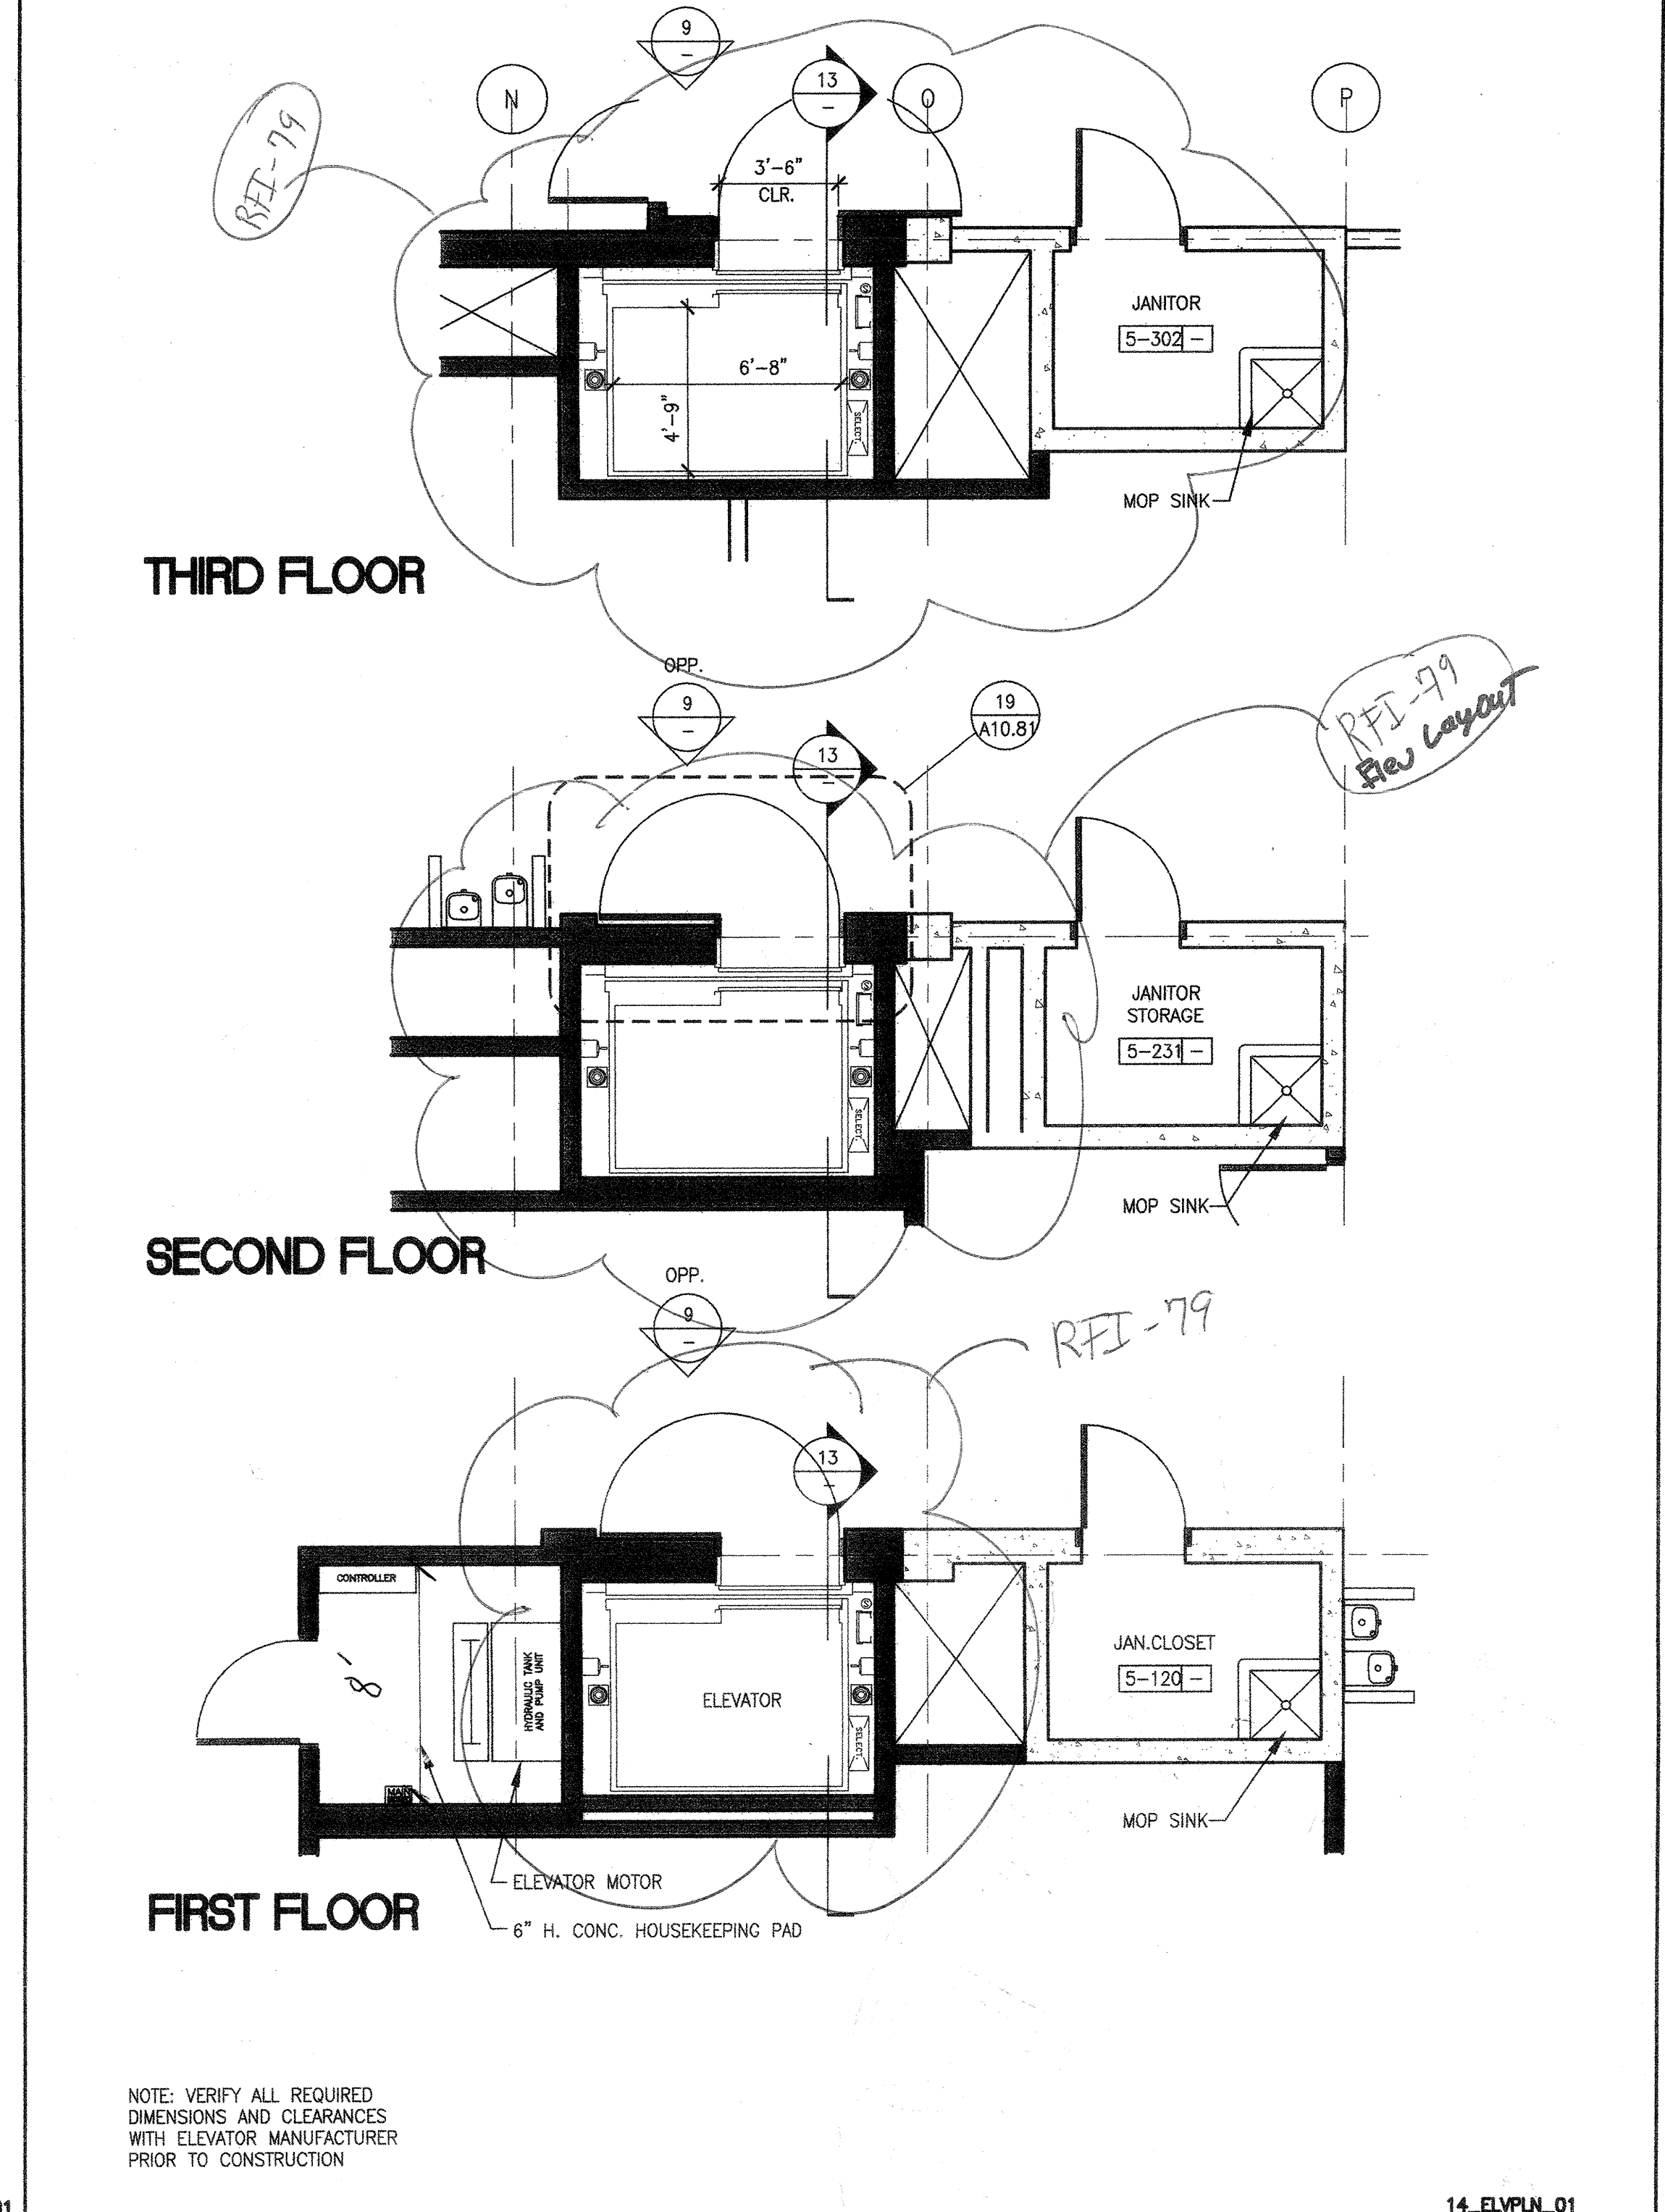 9
–
13
–
N
O
P
RFI-79
3'-6"
CLR.
JANITOR
5-302 –
6'-8"
4'-9"
SELECT.
MOP SINK
THIRD FLOOR
OPP.
9
–
19
A10.81
13
–
RFI-79
Elev Layout
JANITOR
STORAGE
5-231 –
SELECT.
MOP SINK
SECOND FLOOR
OPP.
9
–
RFI-79
13
–
CONTROLLER
8'
HYDRAULIC TANK
AND PUMP UNIT
ELEVATOR
SELECT.
JAN.CLOSET
5-120 –
MAIN
MOP SINK
ELEVATOR MOTOR
FIRST FLOOR
6" H. CONC. HOUSEKEEPING PAD
NOTE: VERIFY ALL REQUIRED
DIMENSIONS AND CLEARANCES
WITH ELEVATOR MANUFACTURER
PRIOR TO CONSTRUCTION
14_ELVPLN_01